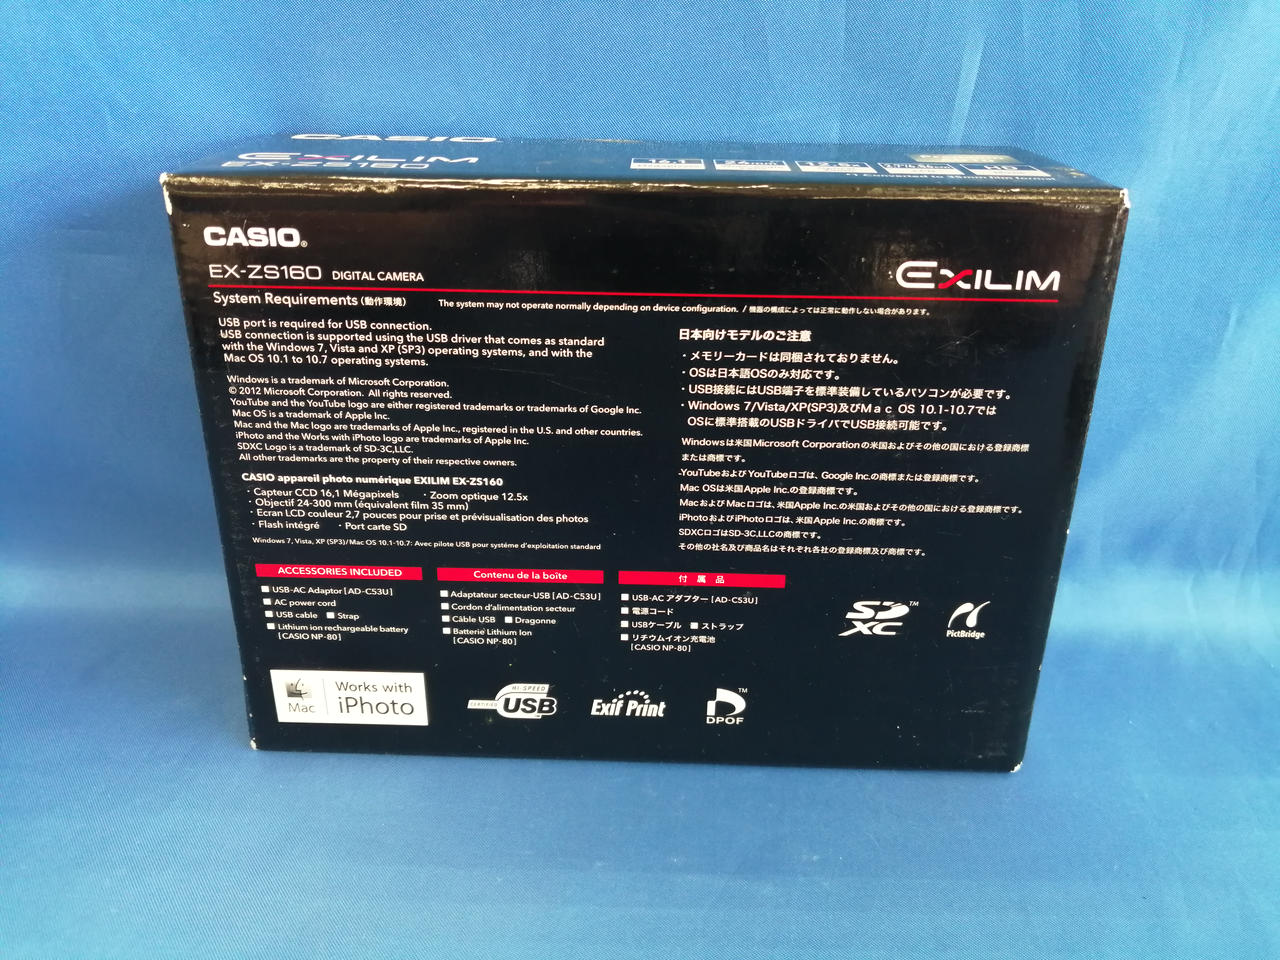 CASIO
EXILIM
EX-ZS160
16.1
24mm
12.5x
HD
CASIO®
EX-ZS160 DIGITAL CAMERA
EXILIM
System Requirements (動作環境)
The system may not operate normally depending on device configuration. / 機器の構成によっては正常に動作しない場合があります。
USB port is required for USB connection.
USB connection is supported using the USB driver that comes as standard
with the Windows 7, Vista and XP (SP3) operating systems, and with the
Mac OS 10.1 to 10.7 operating systems.
Windows is a trademark of Microsoft Corporation.
© 2012 Microsoft Corporation. All rights reserved.
YouTube and the YouTube logo are either registered trademarks or trademarks of Google Inc.
Mac OS is a trademark of Apple Inc.
Mac and the Mac logo are trademarks of Apple Inc., registered in the U.S. and other countries.
iPhoto and the Works with iPhoto logo are trademarks of Apple Inc.
SDXC Logo is a trademark of SD-3C,LLC.
All other trademarks are the property of their respective owners.
CASIO appareil photo numérique EXILIM EX-ZS160
・Capteur CCD 16,1 Mégapixels ・Zoom optique 12.5x
・Objectif 24-300 mm (équivalent film 35 mm)
・Ecran LCD couleur 2,7 pouces pour prise et prévisualisation des photos
・Flash intégré ・Port carte SD
Windows 7, Vista, XP (SP3)/Mac OS 10.1-10.7: Avec pilote USB pour système d'exploitation standard
日本向けモデルのご注意
・メモリーカードは同梱されておりません。
・OSは日本語OSのみ対応です。
・USB接続にはUSB端子を標準装備しているパソコンが必要です。
・Windows 7/Vista/XP(SP3)及びMac OS 10.1-10.7では
OSに標準搭載のUSBドライバでUSB接続可能です。
Windowsは米国Microsoft Corporationの米国およびその他の国における登録商標
または商標です。
YouTubeおよびYouTubeロゴは、Google Inc.の商標または登録商標です。
Mac OSは米国Apple Inc.の登録商標です。
MacおよびMacロゴは、米国Apple Inc.の米国およびその他の国における登録商標です。
iPhotoおよびiPhotoロゴは、米国Apple Inc.の商標です。
SDXCロゴはSD-3C,LLCの商標です。
その他の社名及び商品名はそれぞれ各社の登録商標及び商標です。
ACCESSORIES INCLUDED
■ USB-AC Adaptor [AD-C53U]
■ AC power cord
■ USB cable ■ Strap
■ Lithium ion rechargeable battery
[CASIO NP-80]
Contenu de la boîte
■ Adaptateur secteur-USB [AD-C53U]
■ Cordon d'alimentation secteur
■ Câble USB ■ Dragonne
■ Batterie Lithium Ion
[CASIO NP-80]
付属品
■ USB-AC アダプター [AD-C53U]
■ 電源コード
■ USBケーブル ■ ストラップ
■ リチウムイオン充電池
[CASIO NP-80]
SD XC™
PictBridge
Mac
Works with
iPhoto
HI-SPEED
CERTIFIED USB
Exif Print
DPOF™